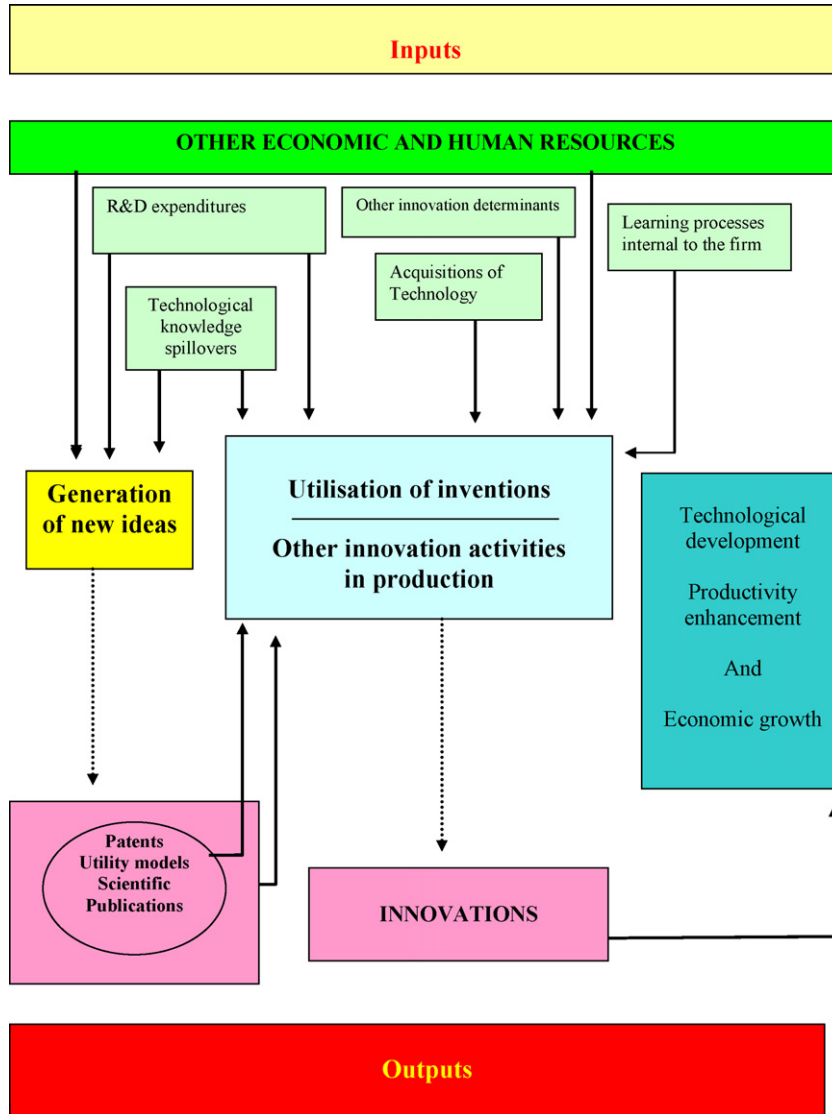 Inputs
OTHER ECONOMIC AND HUMAN RESOURCES
R&D expenditures
Other innovation determinants
Learning processes
internal to the firm
Acquisitions of
Technology
Technological
knowledge
spillovers
Generation
of new ideas
Utilisation of inventions
Other innovation activities
in production
Technological
development
Productivity
enhancement
And
Economic growth
Patents
Utility models
Scientific
Publications
INNOVATIONS
Outputs